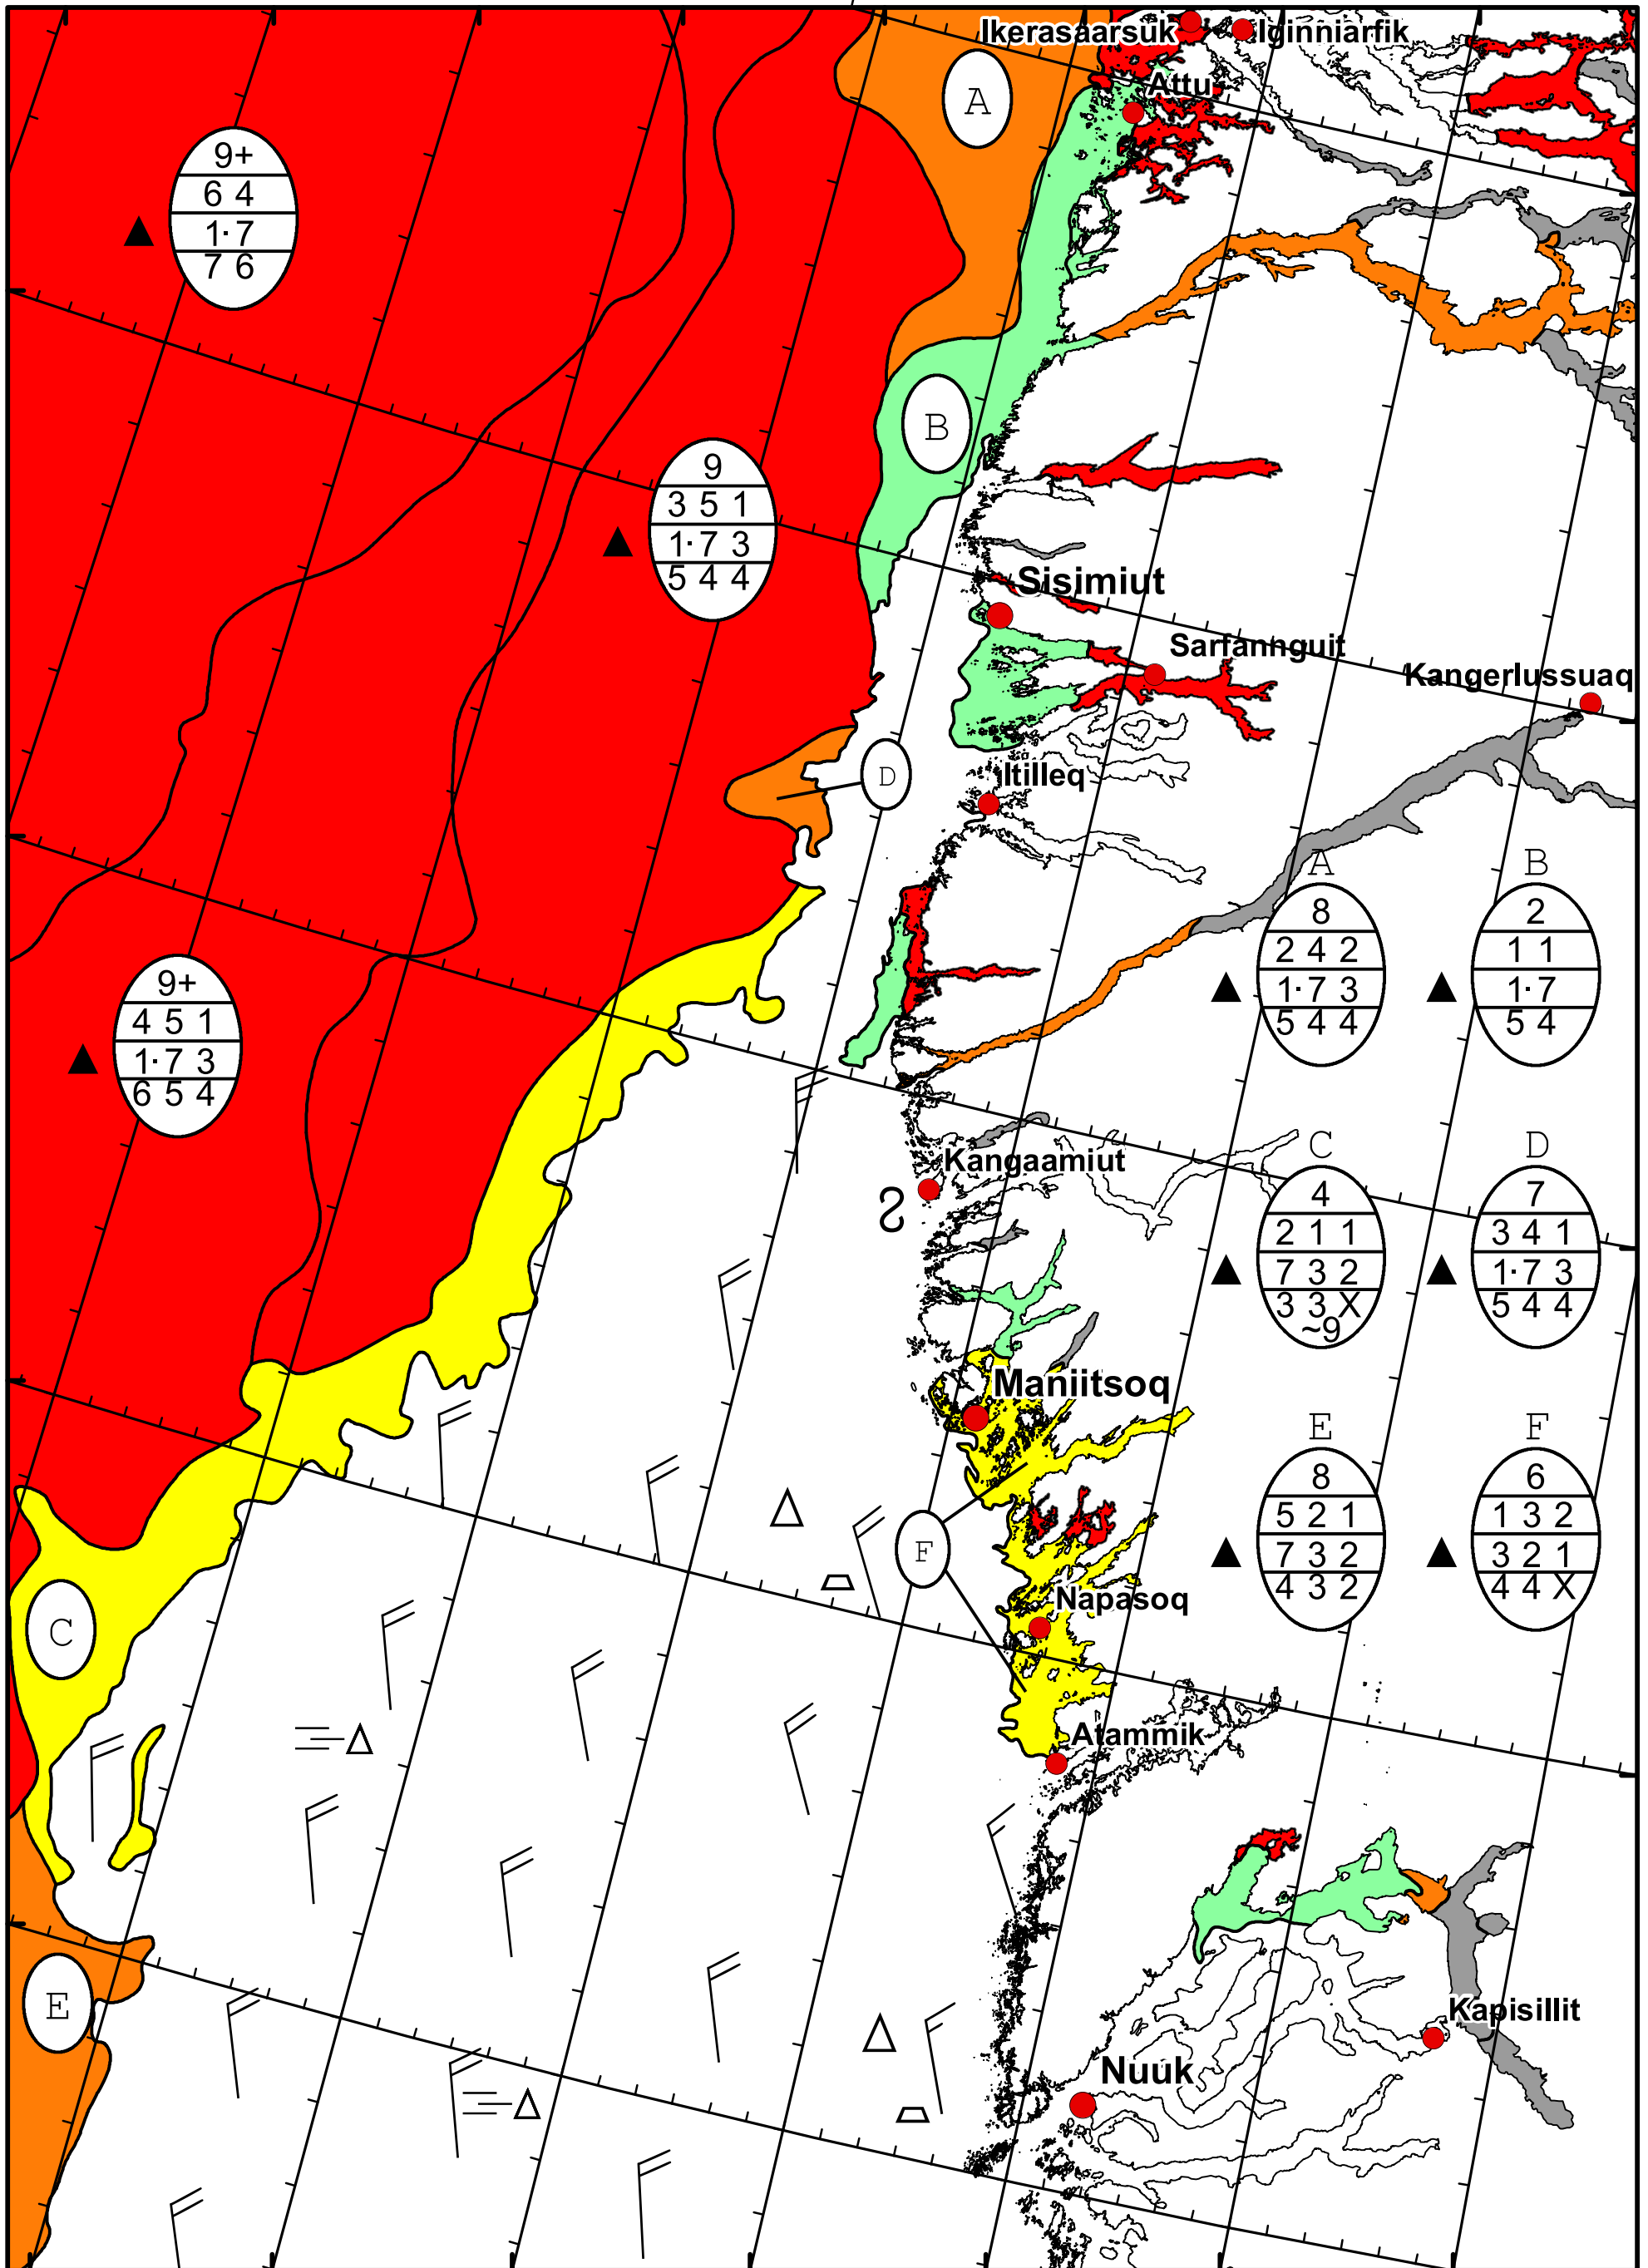 Ikerasaarsuk
Iginniarfik
A
Attu
9+
6 4
1· 7
7 6
B
9
3 5 1
1· 7 3
5 4 4
Sisimiut
Sarfannguit
Kangerlussuaq
D
Itilleq
A
8
2 4 2
1· 7 3
5 4 4
B
2
1 1
1· 7
5 4
9+
4 5 1
1· 7 3
6 5 4
Kangaamiut
C
4
2 1 1
7 3 2
3 3 X
~9
D
7
3 4 1
1· 7 3
5 4 4
Maniitsoq
E
8
5 2 1
7 3 2
4 3 2
F
6
1 3 2
3 2 1
4 4 X
F
Napasoq
C
Atammik
E
Kapisillit
Nuuk